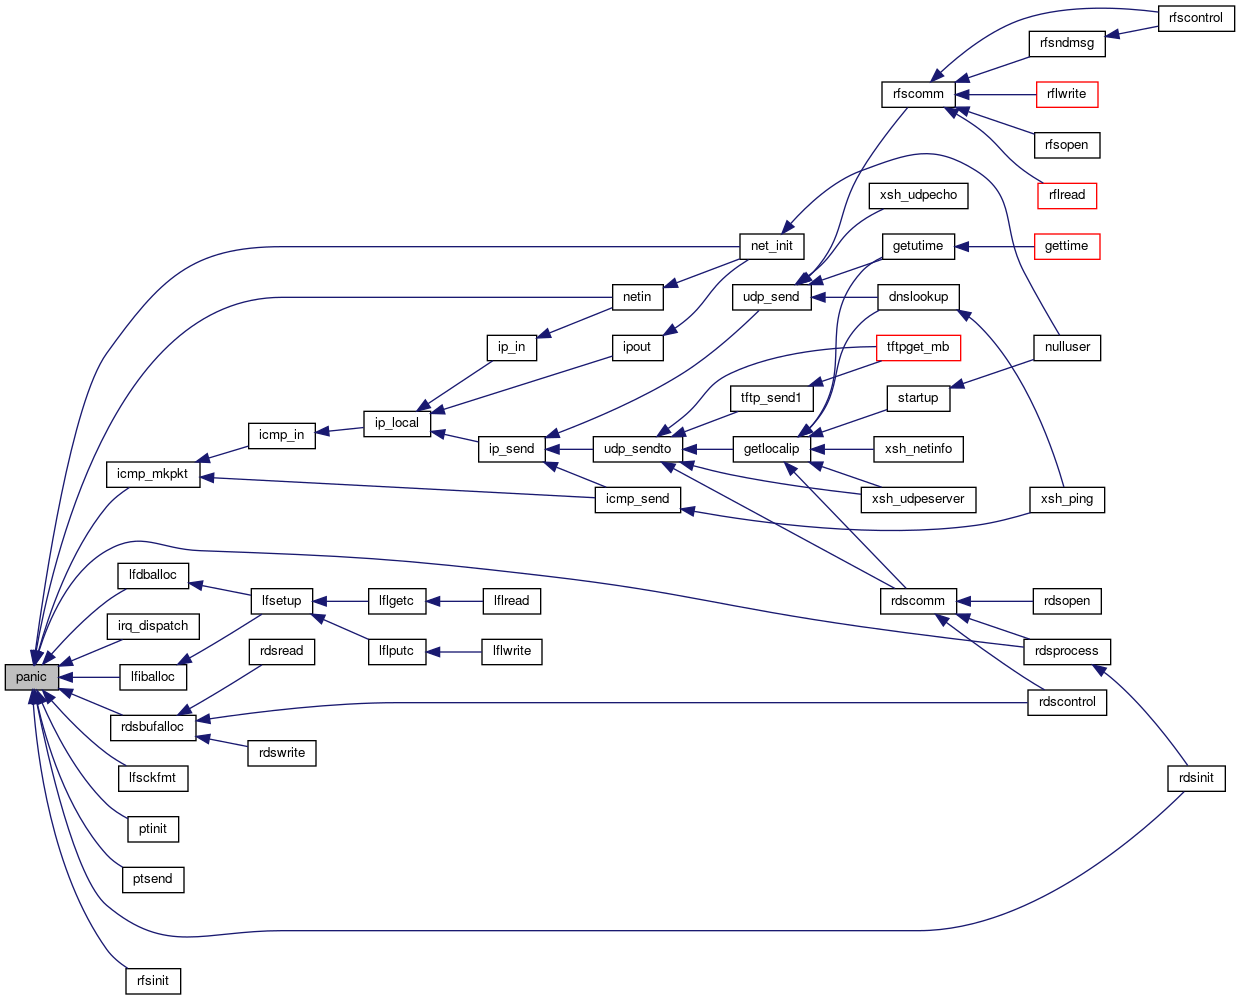 rfscontrol
rfsndmsg
rfscomm
rflwrite
rfsopen
xsh_udpecho
rflread
net_init
getutime
gettime
netin
udp_send
dnslookup
ip_in
ipout
tftpget_mb
nulluser
tftp_send1
startup
ip_local
icmp_in
ip_send
udp_sendto
getlocalip
xsh_netinfo
icmp_mkpkt
icmp_send
xsh_udpeserver
xsh_ping
lfdballoc
lfsetup
lflgetc
lflread
rdscomm
rdsopen
irq_dispatch
rdsread
lflputc
lflwrite
rdsprocess
panic
lfiballoc
rdsbufalloc
rdscontrol
rdswrite
lfsckfmt
rdsinit
ptinit
ptsend
rfsinit